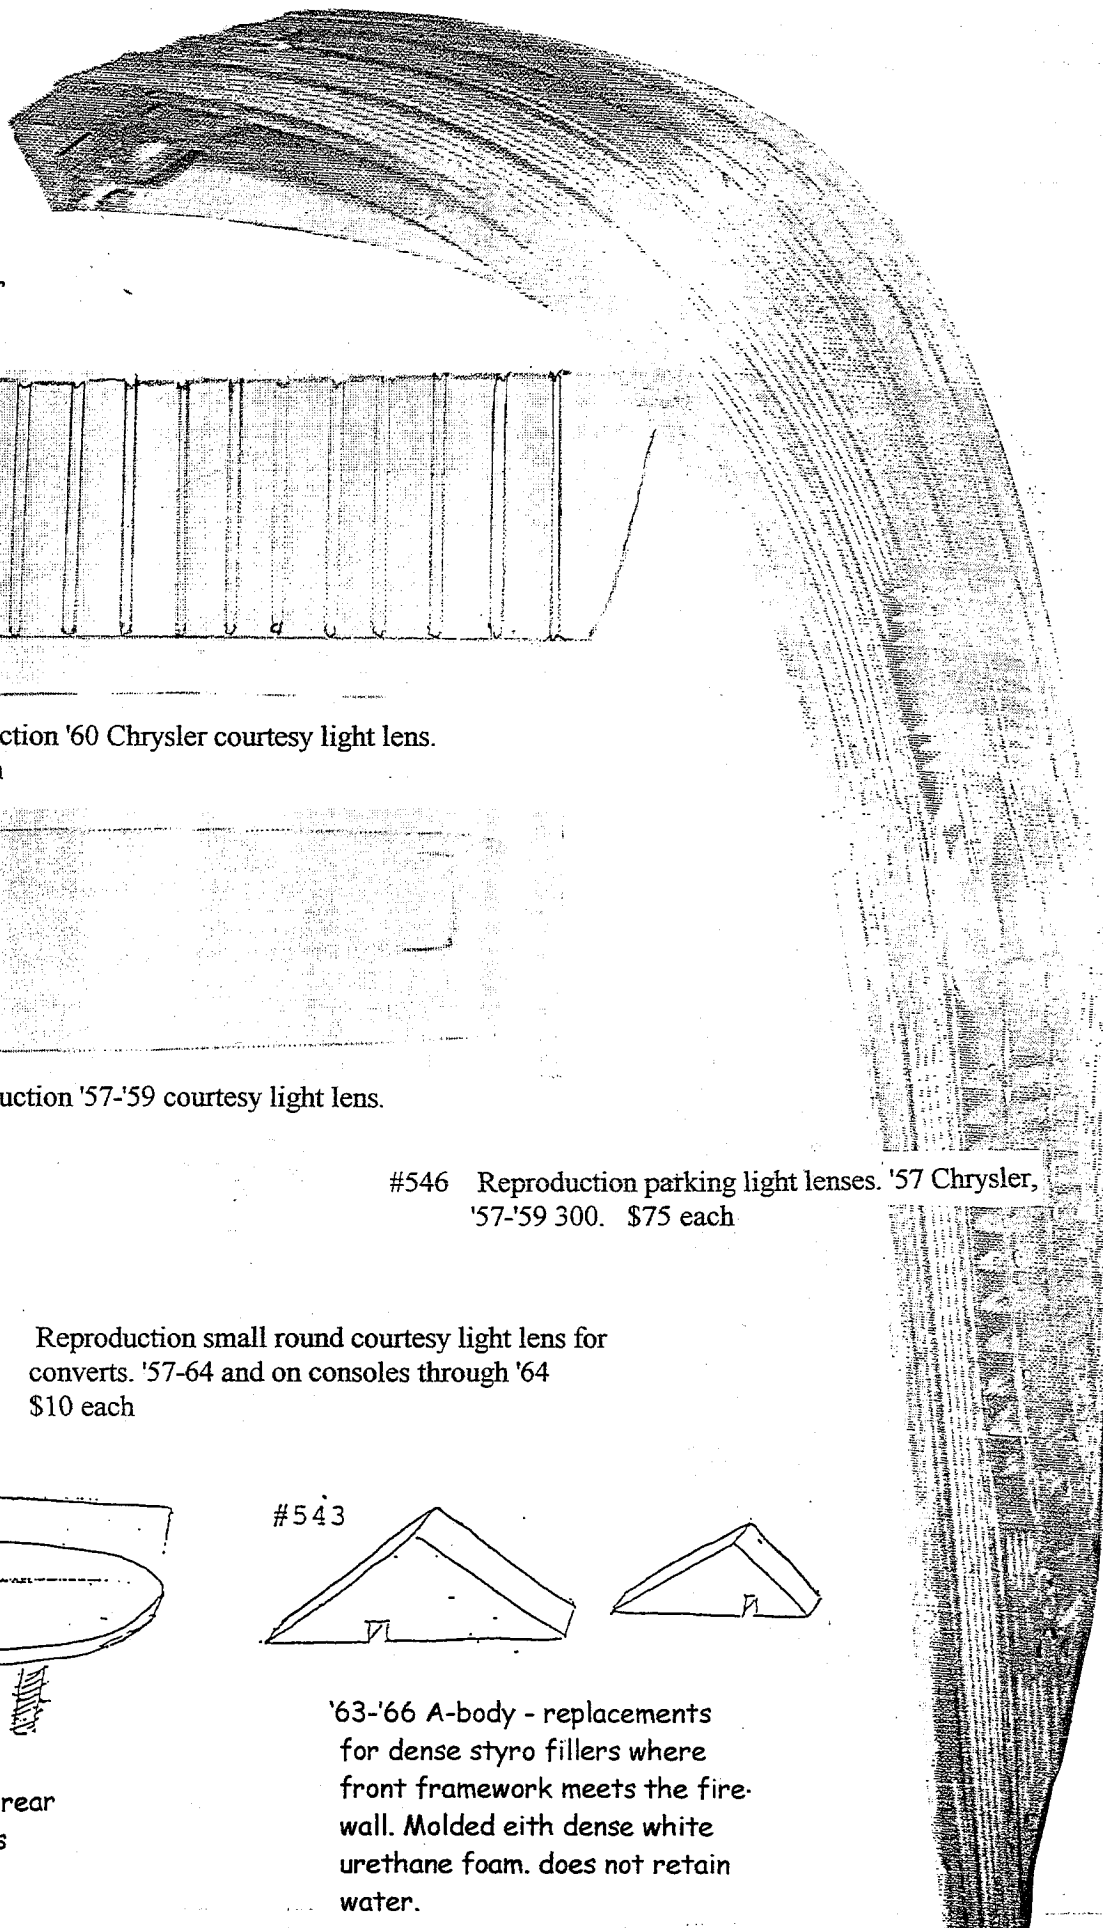 ction '60 Chrysler courtesy light lens.
uction '57-'59 courtesy light lens.
#546 Reproduction parking light lenses. '57 Chrysler,
'57-'59 300. $75 each
Reproduction small round courtesy light lens for
converts. '57-64 and on consoles through '64
$10 each
#543
'63-'66 A-body - replacements
for dense styro fillers where
front framework meets the fire-
wall. Molded eith dense white
urethane foam. does not retain
water.
rear
s